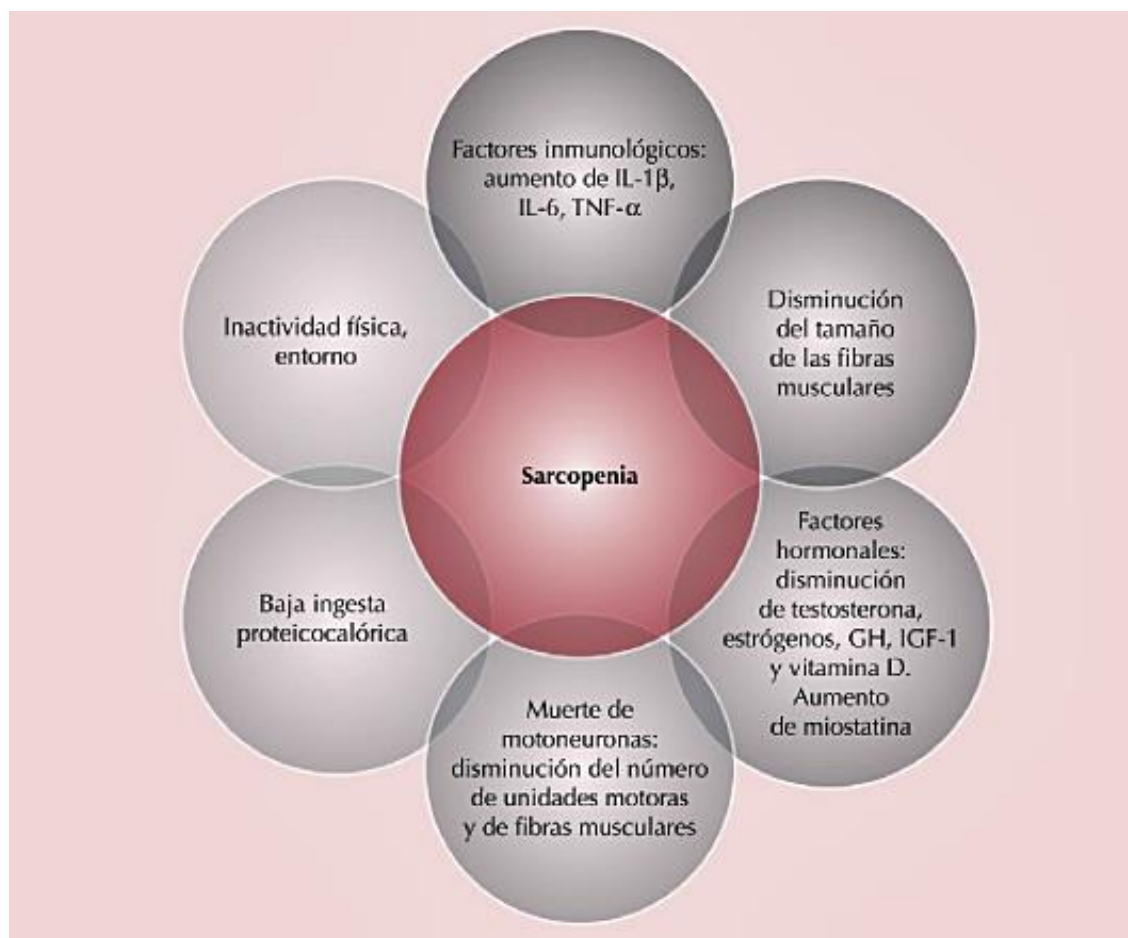 Factores inmunológicos:
aumento de IL-1β,
IL-6, TNF-α
Inactividad física,
entorno
Disminución
del tamaño
de las fibras
musculares
Sarcopenia
Baja ingesta
proteicocalórica
Factores
hormonales:
disminución
de testosterona,
estrógenos, GH, IGF-1
y vitamina D.
Aumento
de miostatina
Muerte de
motoneuronas:
disminución del número
de unidades motoras
y de fibras musculares